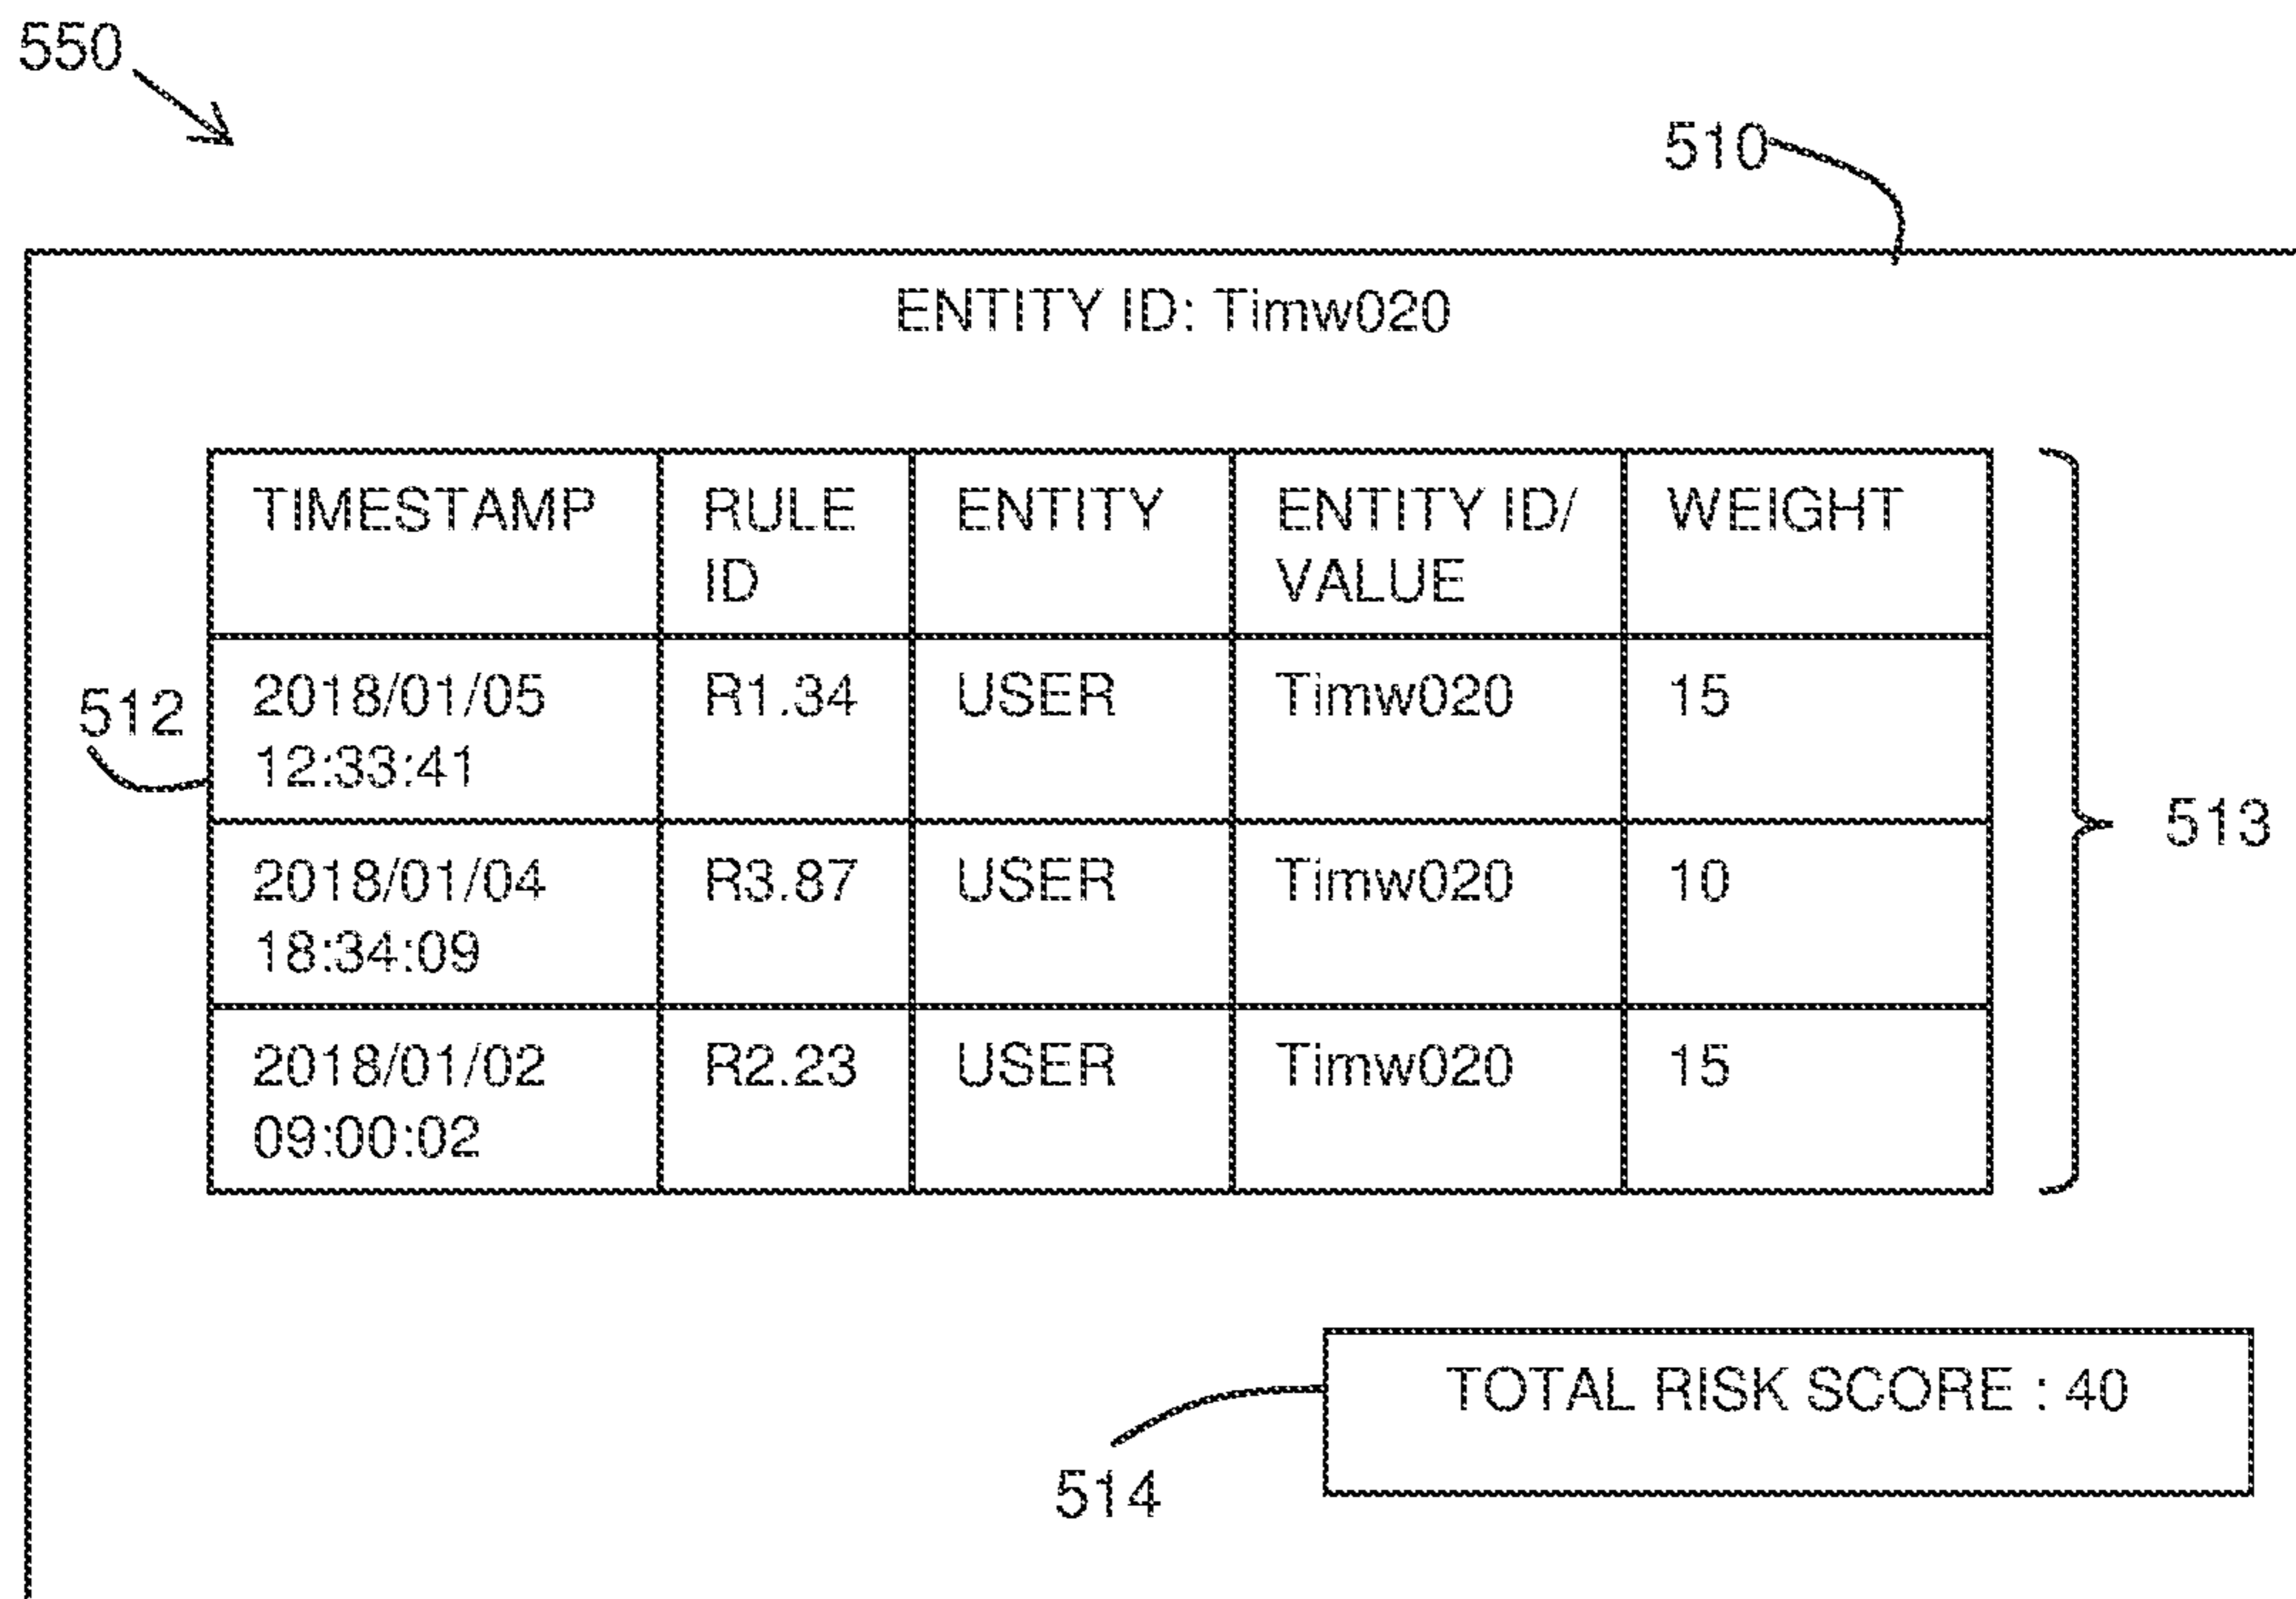 550
510
ENTITY ID: Timw020
TIMESTAMP RULE ID ENTITY ENTITY ID/ VALUE WEIGHT
512
2018/01/05 12:33:41 R1.34 USER Timw020 15
513
2018/01/04 18:34:09 R3.87 USER Timw020 10
2018/01/02 09:00:02 R2.23 USER Timw020 15
TOTAL RISK SCORE : 40
514